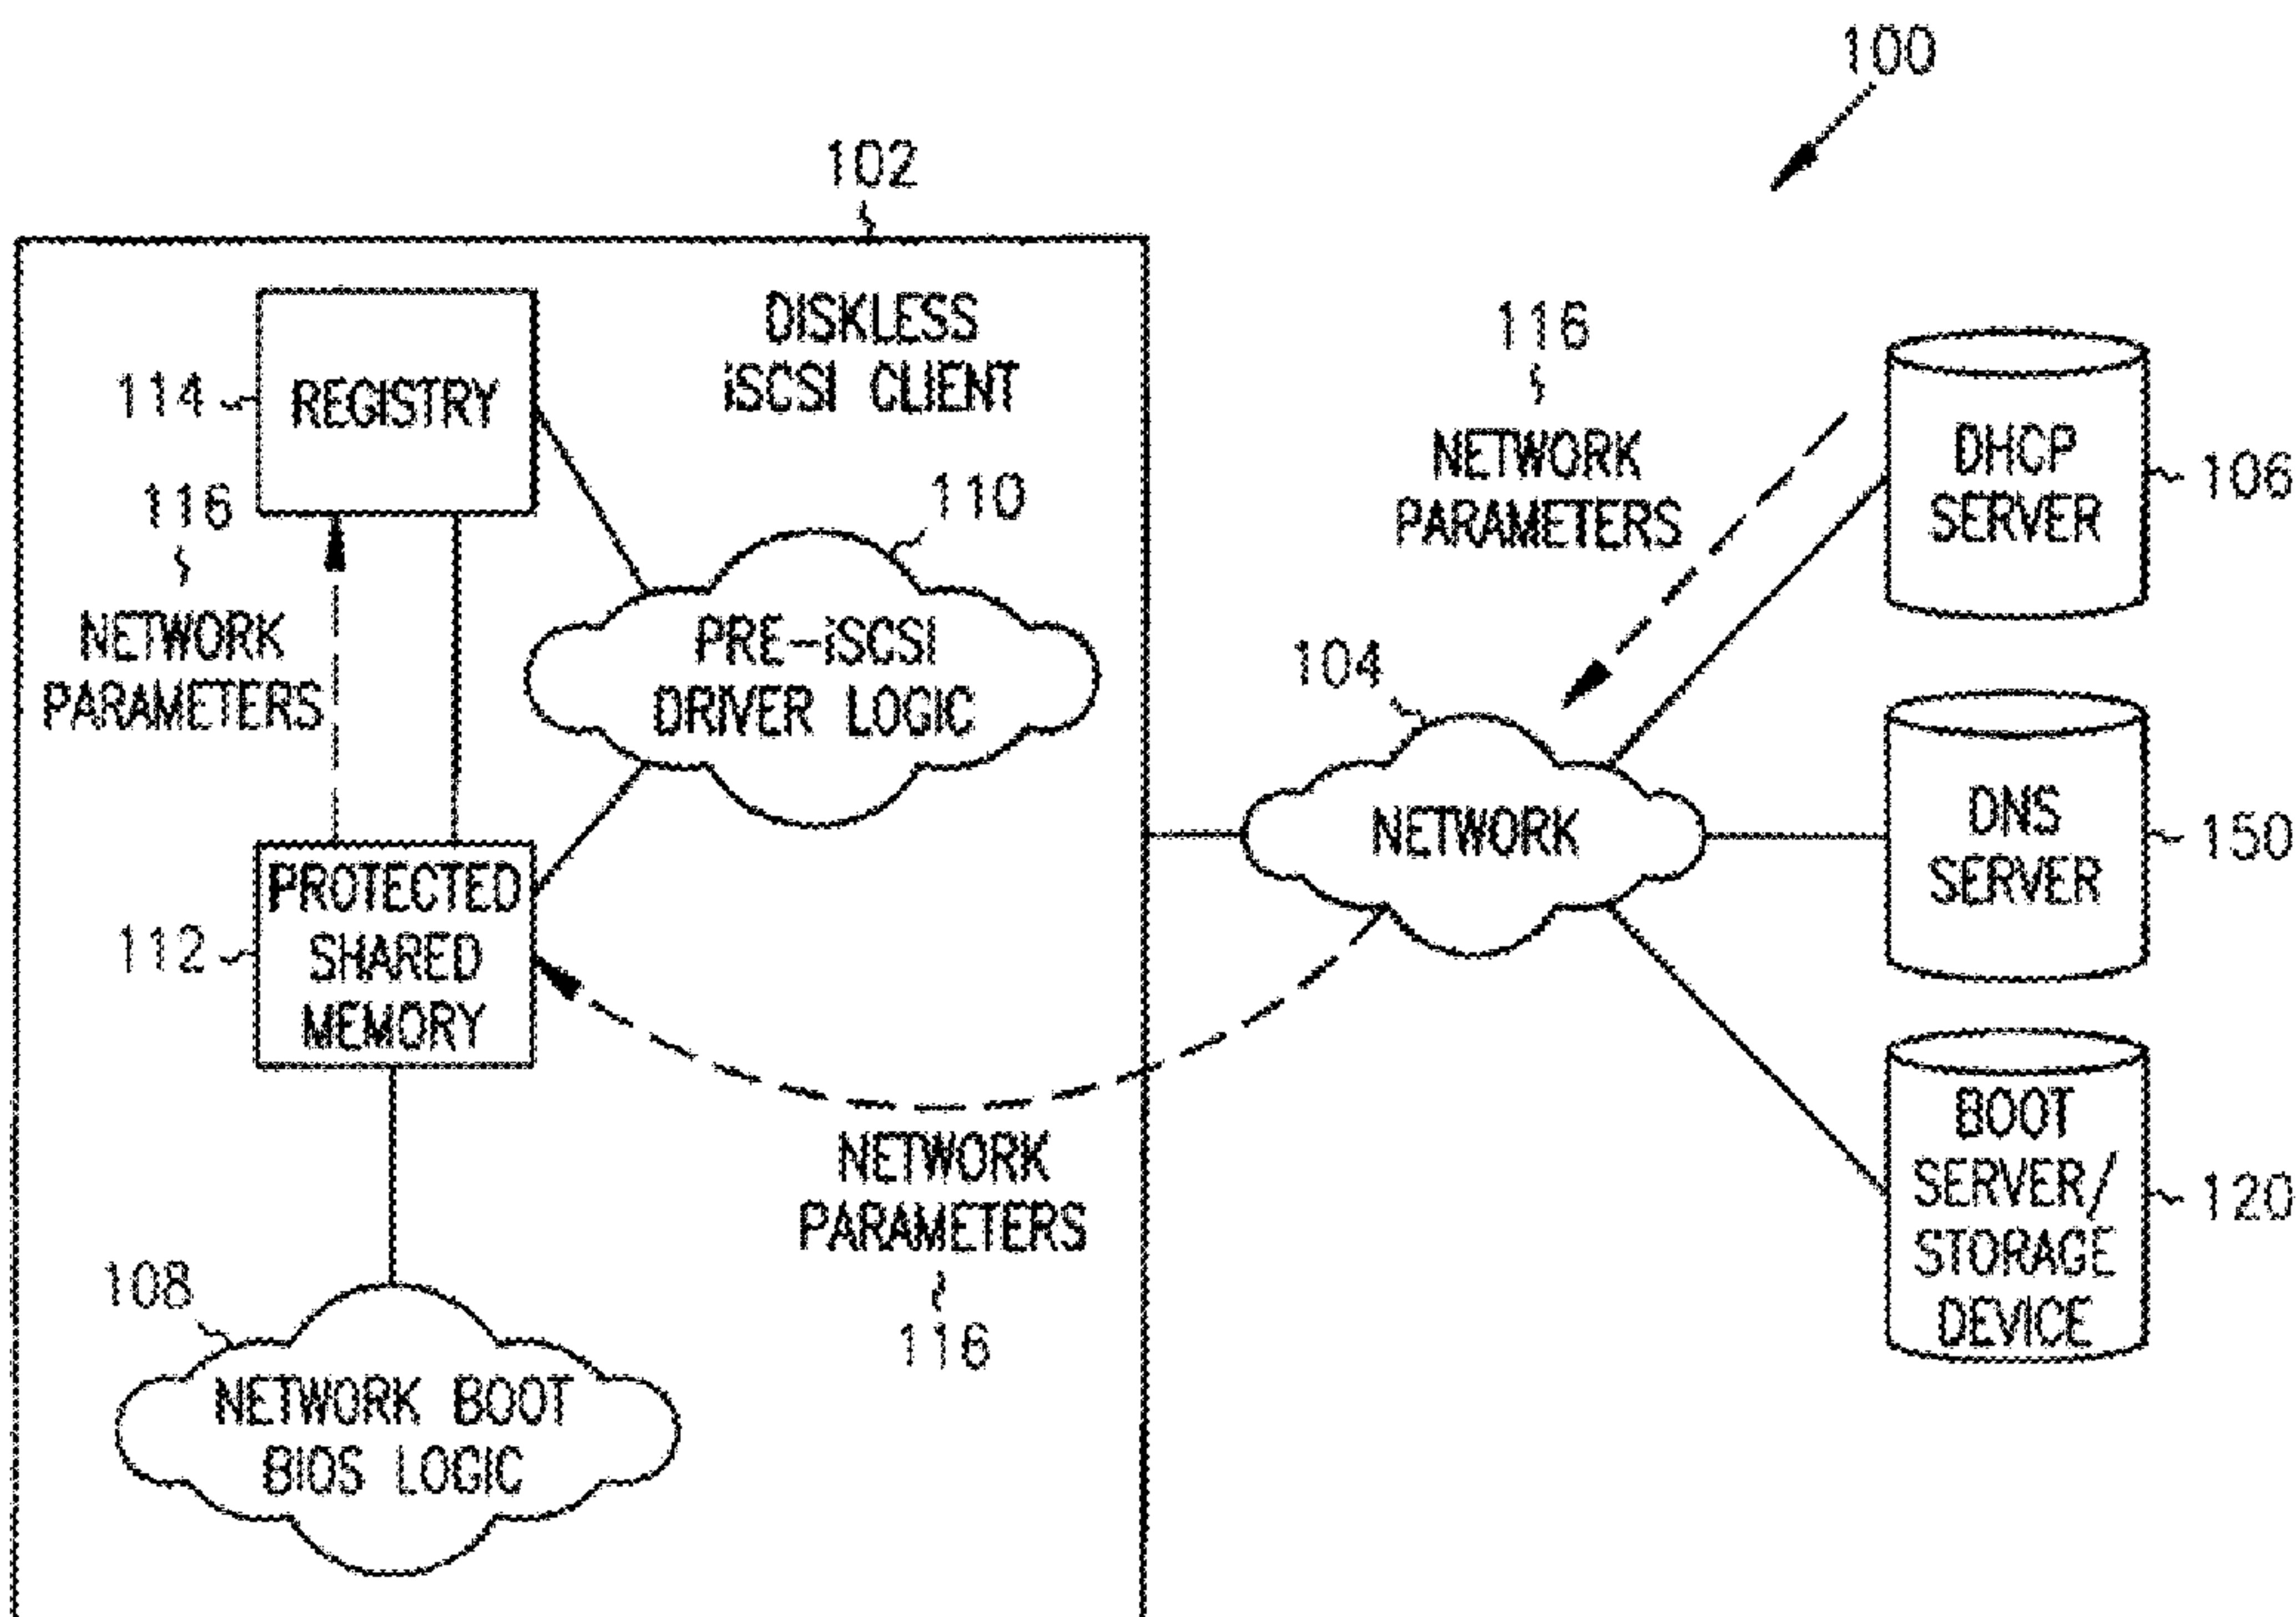 100
102
DISKLESS
iSCSI CLIENT
114
REGISTRY
116
NETWORK
PARAMETERS
110
PRE-iSCSI
DRIVER LOGIC
112
PROTECTED
SHARED
MEMORY
108
NETWORK BOOT
BIOS LOGIC
NETWORK
PARAMETERS
116
116
NETWORK
PARAMETERS
104
NETWORK
DHCP
SERVER
106
DNS
SERVER
150
BOOT
SERVER/
STORAGE
DEVICE
120